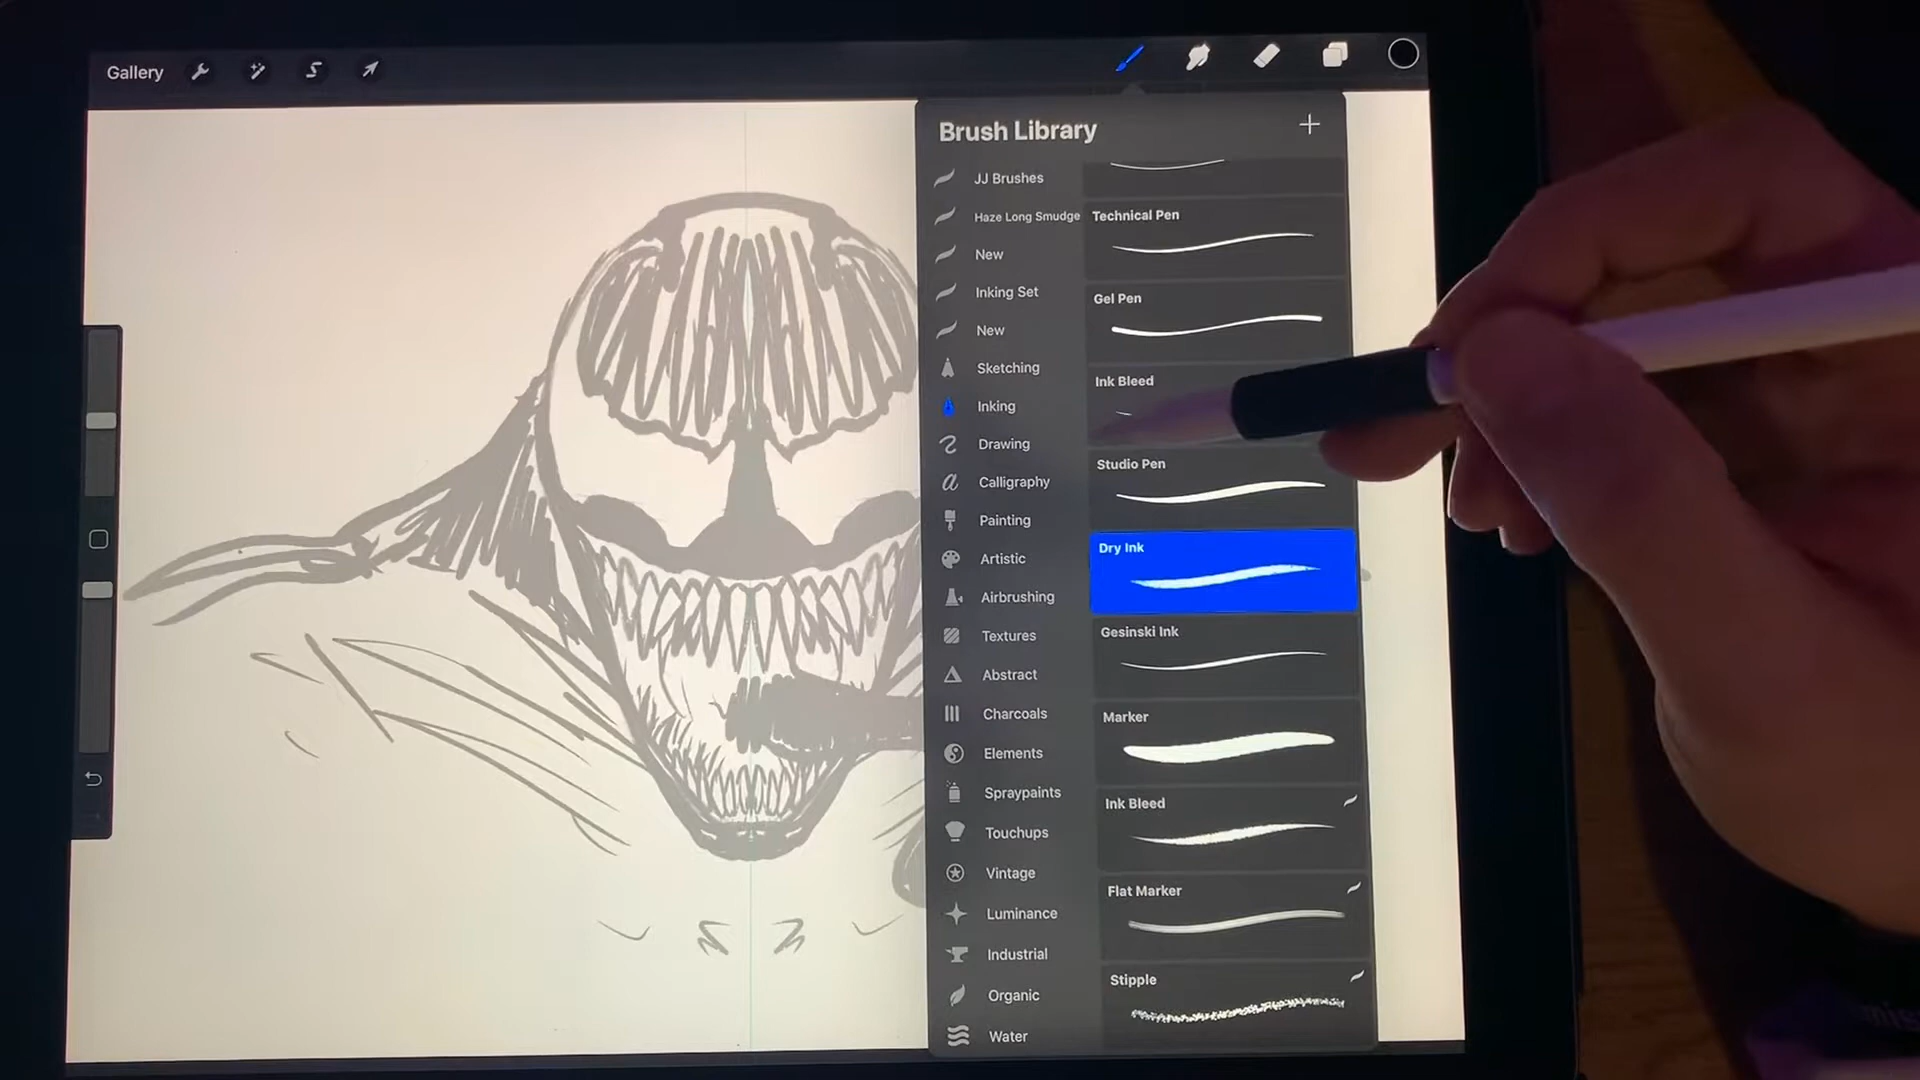 Gallery
Brush Library
JJ Brushes
Haze Long Smudge
New
Inking Set
New
Sketching
Inking
Drawing
Calligraphy
Painting
Artistic
Airbrushing
Textures
Abstract
Charcoals
Elements
Spraypaints
Touchups
Vintage
Luminance
Industrial
Organic
Water
Technical Pen
Gel Pen
Ink Bleed
Studio Pen
Dry Ink
Gesinski Ink
Marker
Ink Bleed
Flat Marker
Stipple